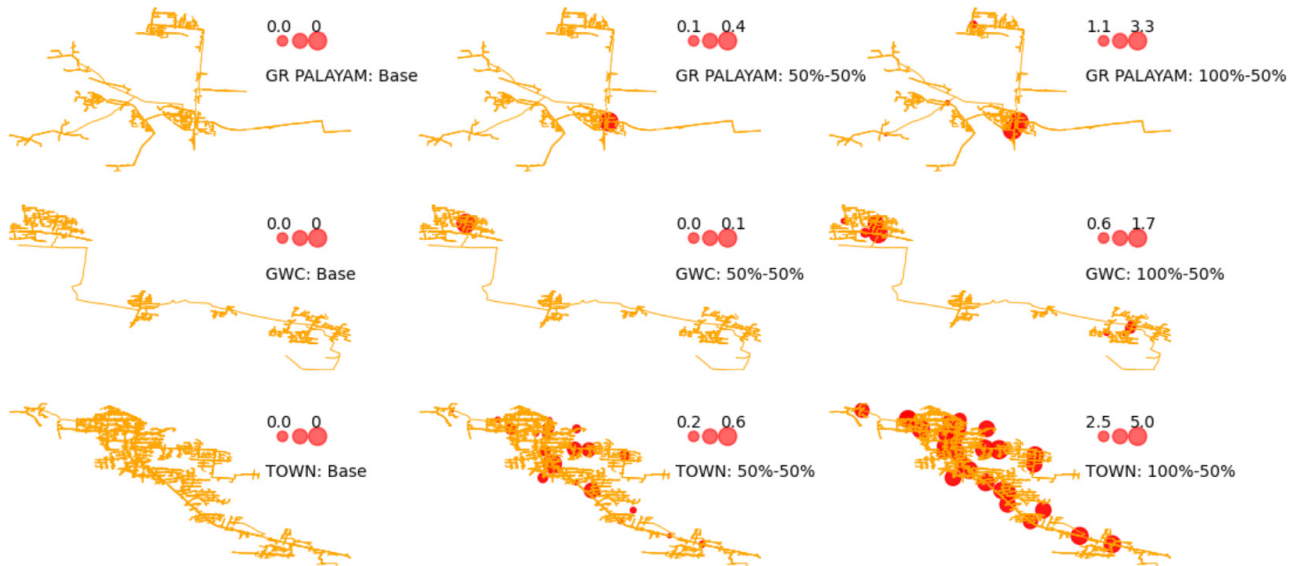 0.0 0
GR PALAYAM: Base
0.1 0.4
GR PALAYAM: 50%-50%
1.1 3.3
GR PALAYAM: 100%-50%
0.0 0
GWC: Base
0.0 0.1
GWC: 50%-50%
0.6 1.7
GWC: 100%-50%
0.0 0
TOWN: Base
0.2 0.6
TOWN: 50%-50%
2.5 5.0
TOWN: 100%-50%